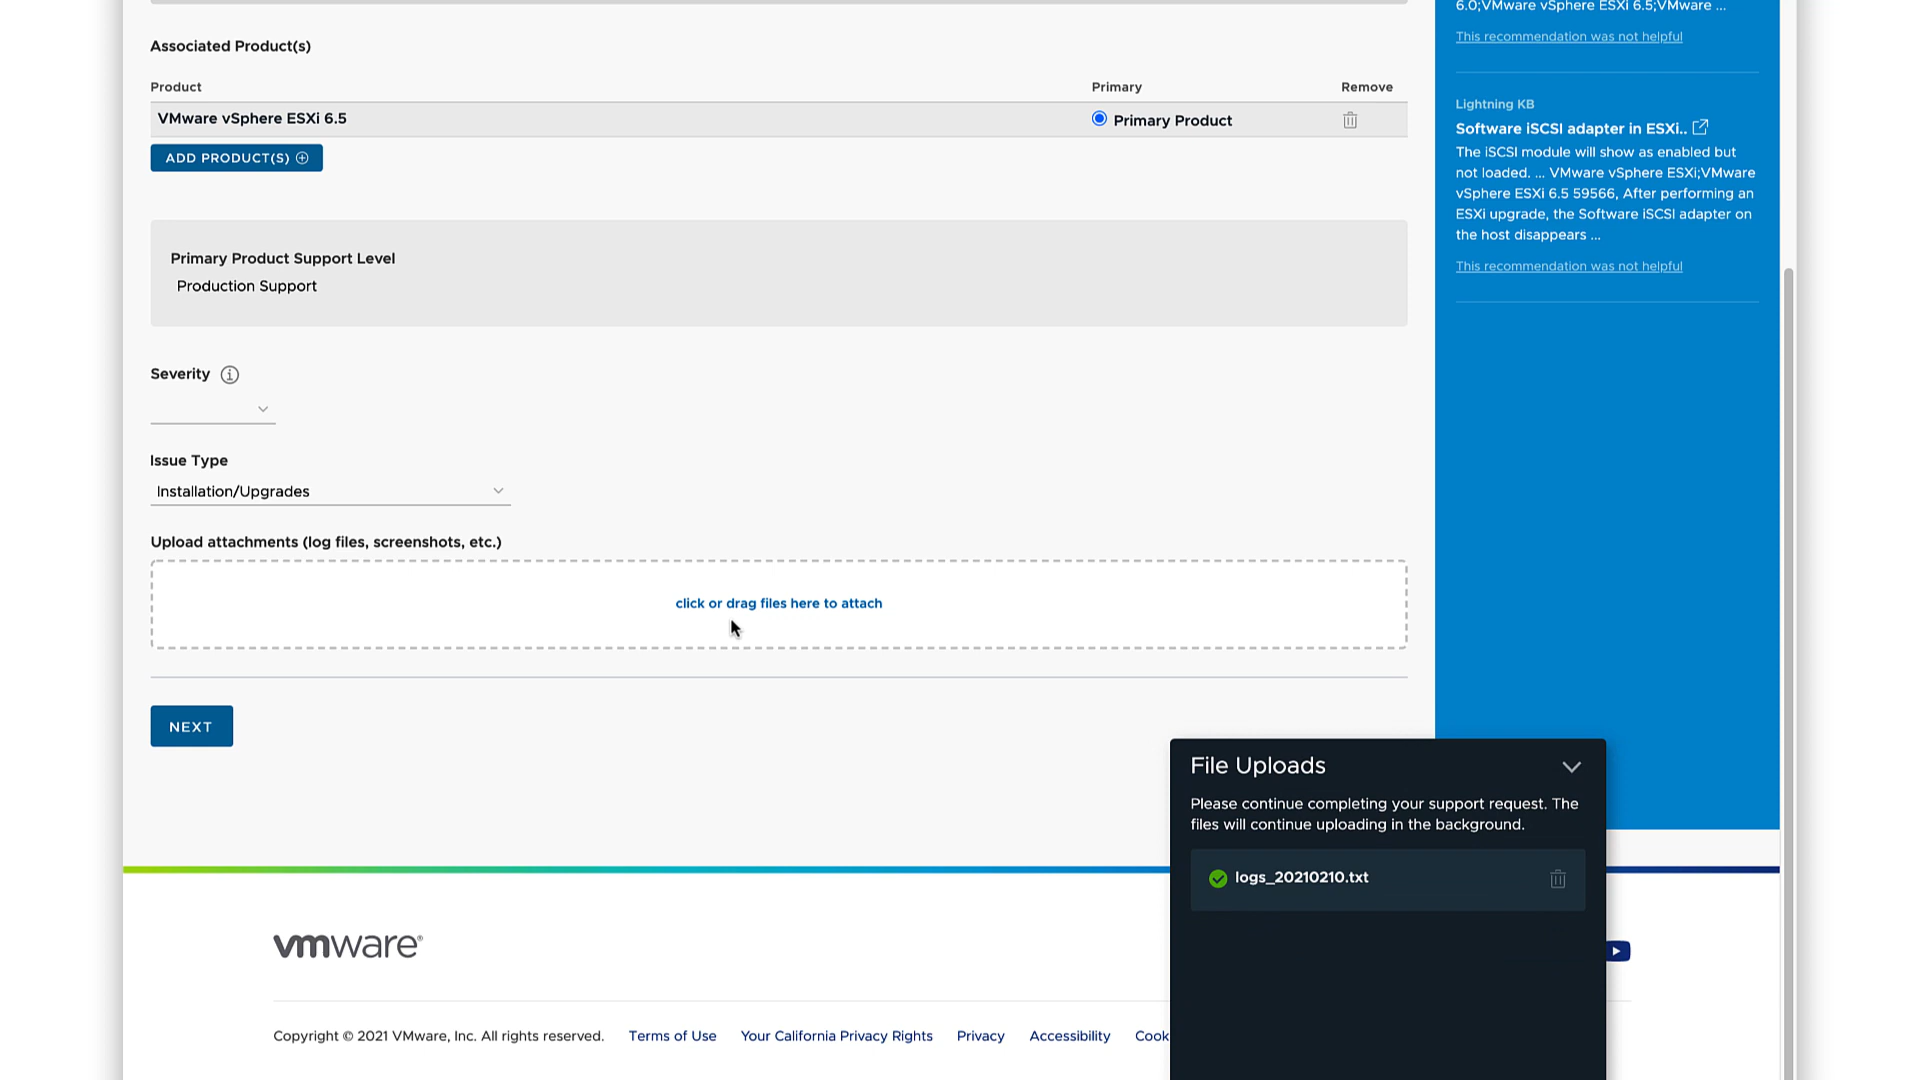 6.0;VMware vSphere ESXi 6.5;VMware ...
This recommendation was not helpful
Associated Product(s)
Product
Primary
Remove
VMware vSphere ESXi 6.5
Primary Product
ADD PRODUCT(S)
Lightning KB
Software iSCSI adapter in ESXi..
The iSCSI module will show as enabled but
not loaded. ... VMware vSphere ESXi;VMware
vSphere ESXi 6.5 59566, After performing an
ESXi upgrade, the Software iSCSI adapter on
the host disappears ...
This recommendation was not helpful
Primary Product Support Level
Production Support
Severity
Issue Type
Installation/Upgrades
Upload attachments (log files, screenshots, etc.)
click or drag files here to attach
NEXT
File Uploads
Please continue completing your support request. The
files will continue uploading in the background.
logs_20210210.txt
vmware®
Copyright © 2021 VMware, Inc. All rights reserved. Terms of Use Your California Privacy Rights Privacy Accessibility Cook